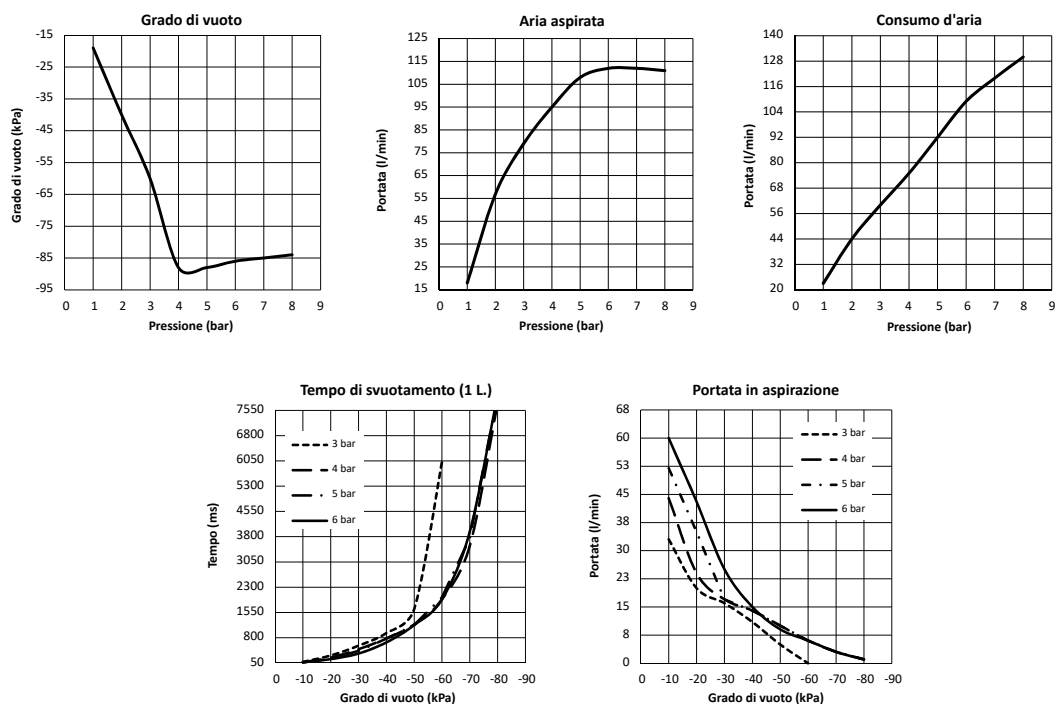 Grado di vuoto
-15
-25
-35
-45
-55
-65
-75
-85
-95
Grado di vuoto (kPa)
0 1 2 3 4 5 6 7 8 9
Pressione (bar)
Aria aspirata
125
115
105
95
85
75
65
55
45
35
25
15
Portata (l/min)
0 1 2 3 4 5 6 7 8 9
Pressione (bar)
Consumo d'aria
140
128
116
104
92
80
68
56
44
32
20
Portata (l/min)
0 1 2 3 4 5 6 7 8 9
Pressione (bar)
Tempo di svuotamento (1 L.)
7550
6800
6050
5300
4550
3800
3050
2300
1550
800
50
Tempo (ms)
3 bar
4 bar
5 bar
6 bar
0 -10 -20 -30 -40 -50 -60 -70 -80 -90
Grado di vuoto (kPa)
Portata in aspirazione
68
60
53
45
38
30
23
15
8
0
Portata (l/min)
3 bar
4 bar
5 bar
6 bar
0 -10 -20 -30 -40 -50 -60 -70 -80 -90
Grado di vuoto (kPa)